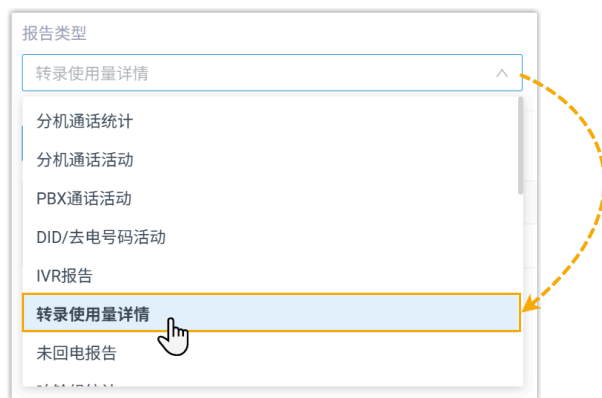 报告类型
转录使用量详情
分机通话统计
分机通话活动
PBX通话活动
DID/去电号码活动
IVR报告
转录使用量详情
未回电报告